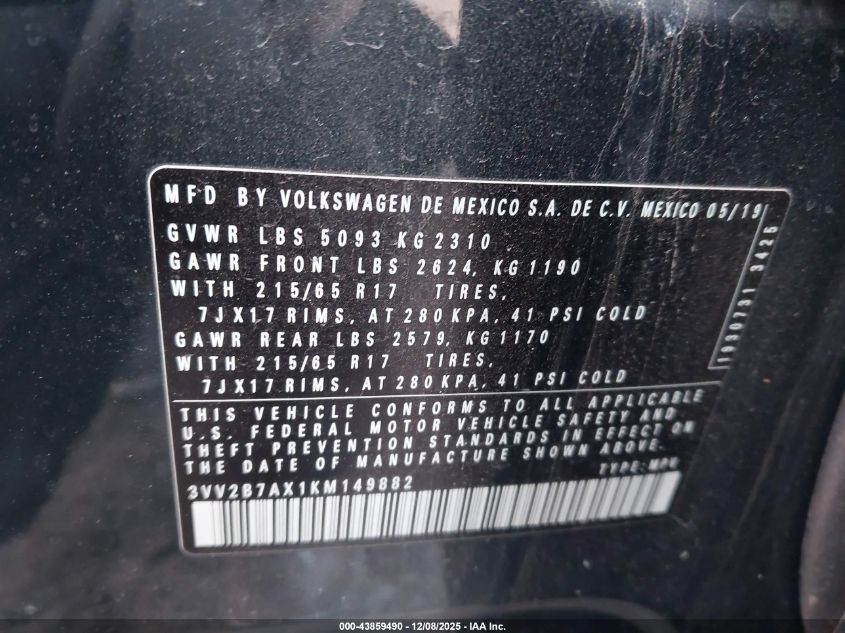 MFD BY VOLKSWAGEN DE MEXICO S.A. DE C.V. MEXICO 05/19
GVWR LBS 5093 KG 2310
GAWR FRONT LBS 2624, KG 1190
WITH 215/65 R17 TIRES,
7JX17 RIMS, AT 280 KPA, 41 PSI COLD
GAWR REAR LBS 2579, KG 1170
WITH 215/65 R17 TIRES,
7JX17 RIMS, AT 280 KPA, 41 PSI COLD
1930731 3425
THIS VEHICLE CONFORMS TO ALL APPLICABLE
U.S. FEDERAL MOTOR VEHICLE SAFETY AND
THEFT PREVENTION STANDARDS IN EFFECT ON
THE DATE OF MANUFACTURE SHOWN ABOVE.
TYPE: MPV
3VV2B7AX1KM149882
000-43859490 - 12/08/2025 - IAA Inc.